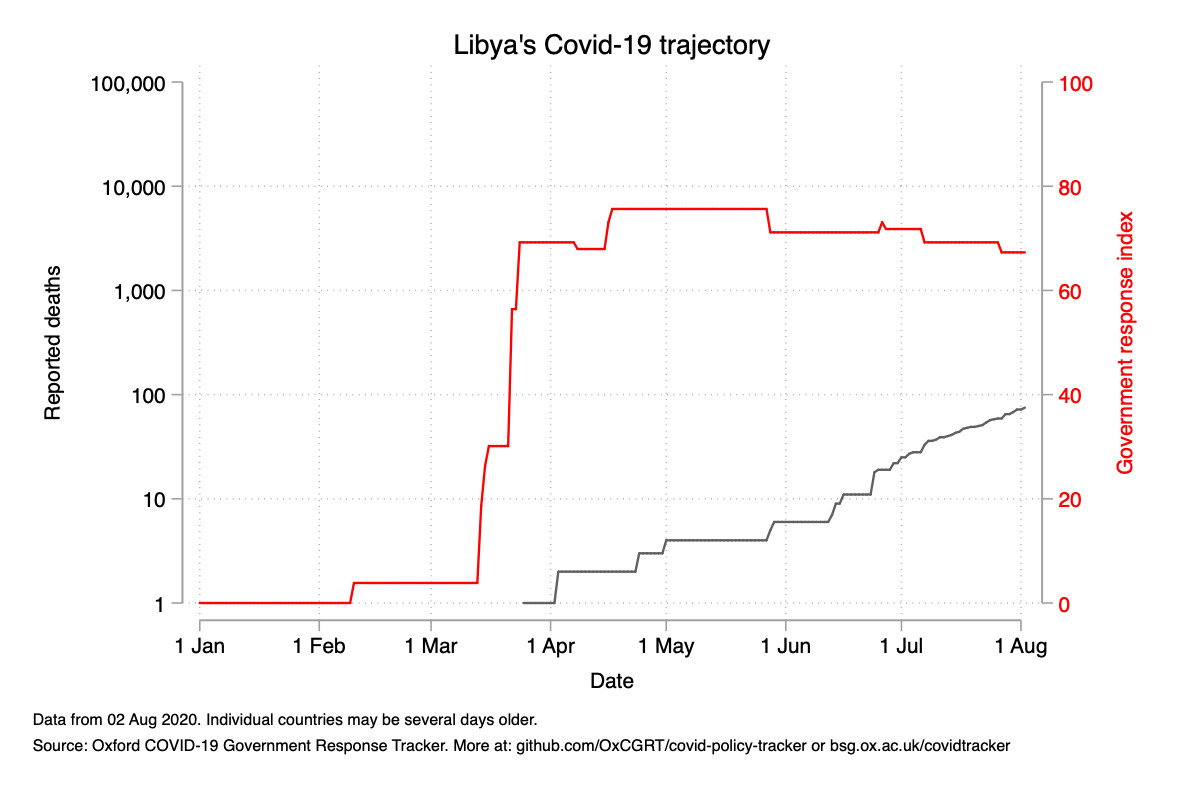 Libya's Covid-19 trajectory
100,000
10,000
1,000
100
10
1
Reported deaths
100
80
60
40
20
0
Government response index
1 Jan 1 Feb 1 Mar 1 Apr 1 May 1 Jun 1 Jul 1 Aug
Date
Data from 02 Aug 2020. Individual countries may be several days older.
Source: Oxford COVID-19 Government Response Tracker. More at: github.com/OxCGRT/covid-policy-tracker or bsg.ox.ac.uk/covidtracker